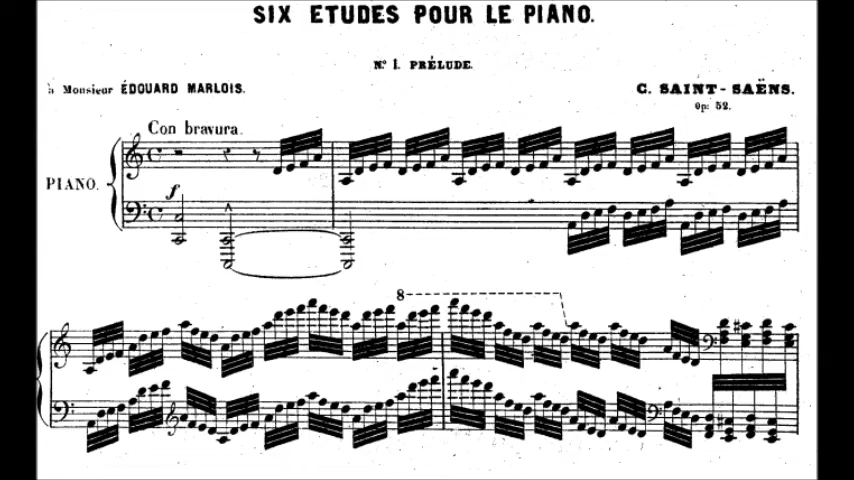 SIX ETUDES POUR LE PIANO.
Nº 1. PRÉLUDE.
à Monsieur ÉDOUARD MARLOIS.
C. SAINT-SAËNS.
Op: 52.
Con bravura.
PIANO.
f
8